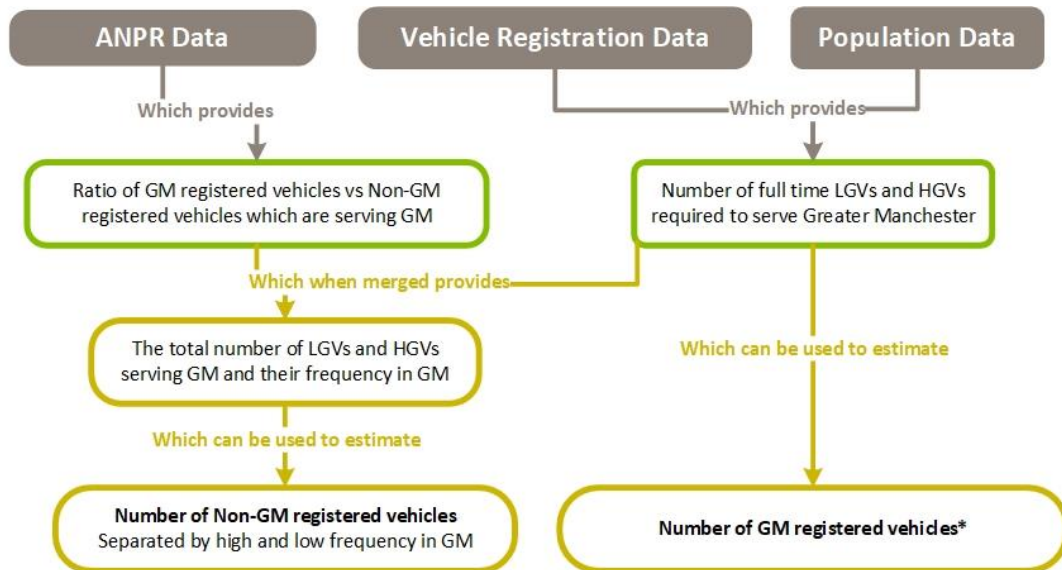 ANPR Data
Vehicle Registration Data
Population Data
Which provides
Which provides
Ratio of GM registered vehicles vs Non-GM
registered vehicles which are serving GM
Number of full time LGVs and HGVs
required to serve Greater Manchester
Which when merged provides
The total number of LGVs and HGVs
serving GM and their frequency in GM
Which can be used to estimate
Which can be used to estimate
Number of Non-GM registered vehicles
Separated by high and low frequency in GM
Number of GM registered vehicles*